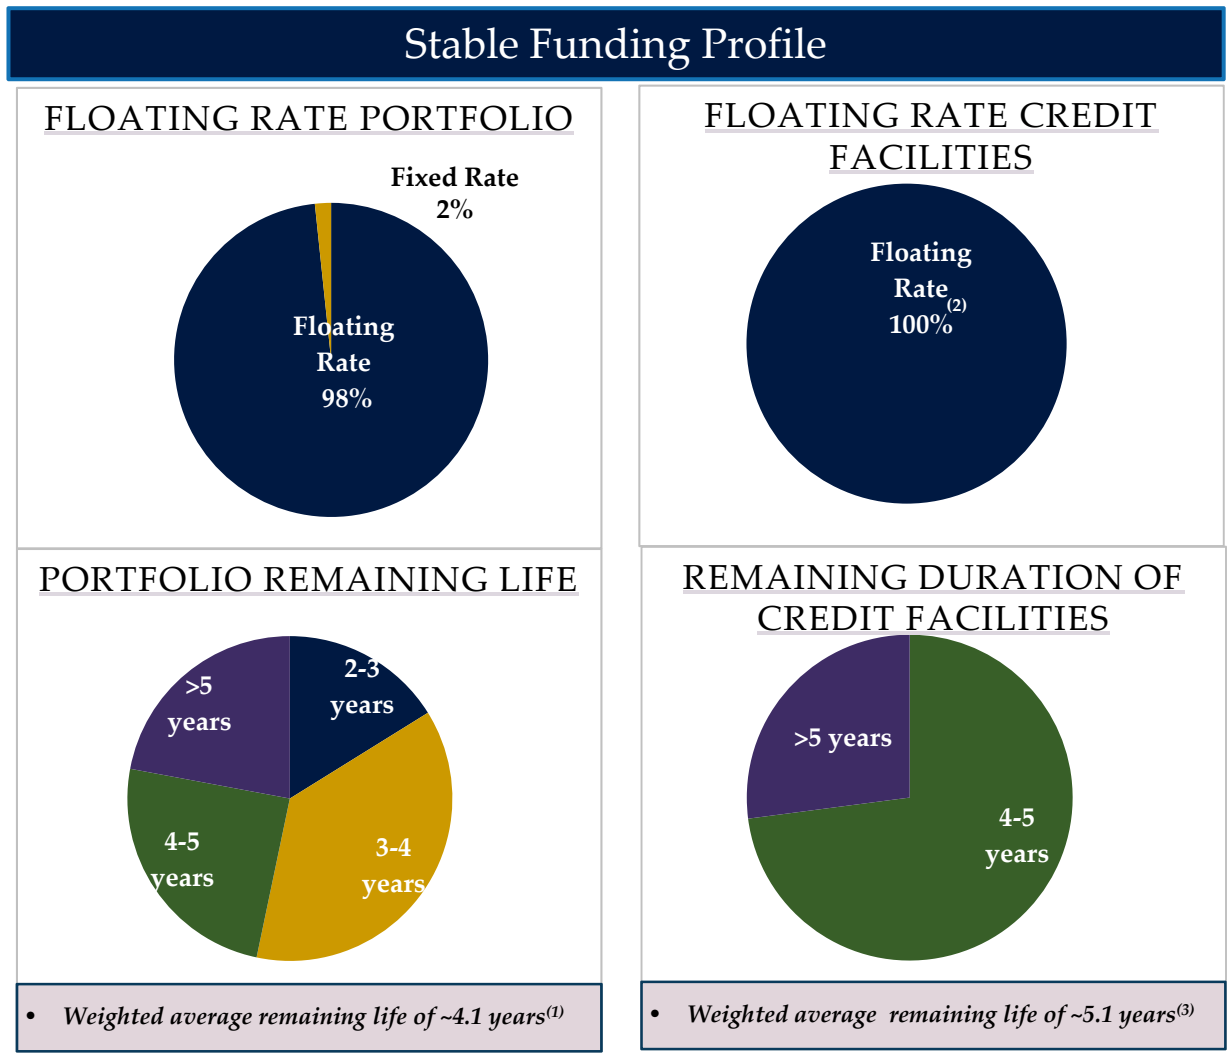 Stable Funding Profile
FLOATING RATE PORTFOLIO
Fixed Rate
2%
Floating
Rate
98%
FLOATING RATE CREDIT
FACILITIES
Floating
Rate
100%(2)
PORTFOLIO REMAINING LIFE
2-3
years
>5
years
4-5
years
3-4
years
• Weighted average remaining life of ~4.1 years(1)
REMAINING DURATION OF
CREDIT FACILITIES
>5 years
4-5
years
• Weighted average  remaining life of ~5.1 years(3)